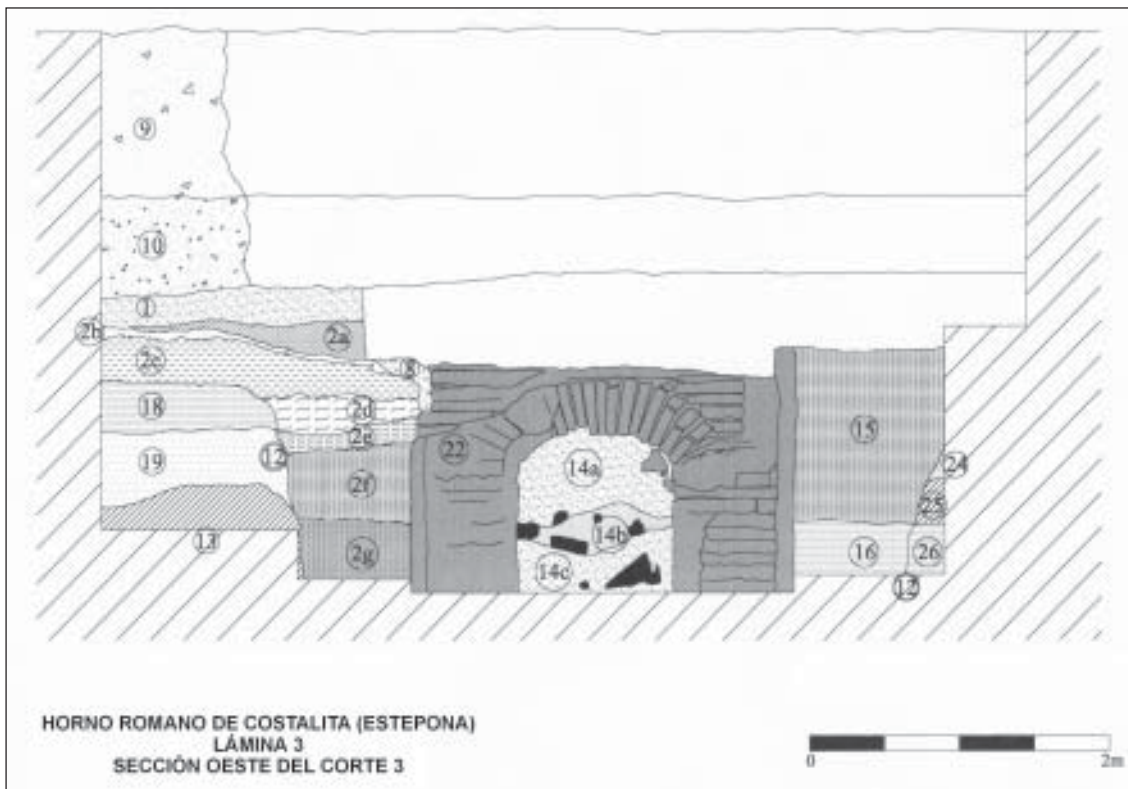 9
10
1
2b
2a
8
2c
18
2d
2e
12
22
19
14a
15
24
2f
25
14b
13
2g
14c
16
26
12
HORNO ROMANO DE COSTALITA (ESTEPONA)
LÁMINA 3
SECCIÓN OESTE DEL CORTE 3
0
2m